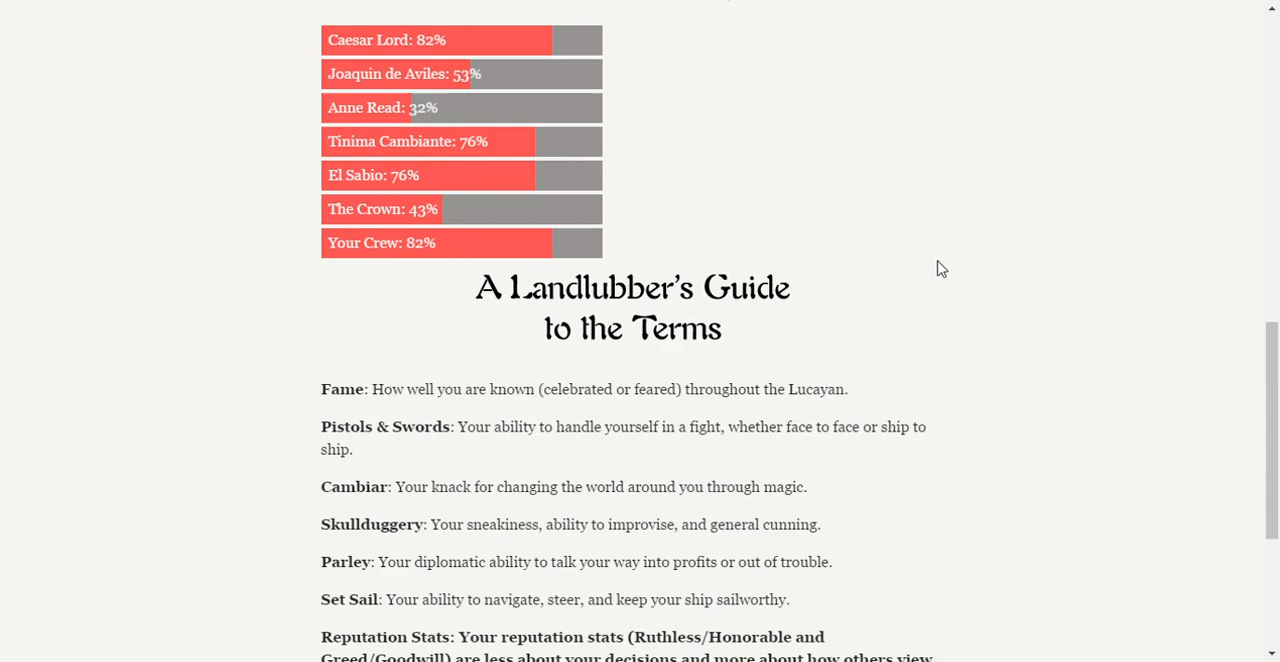 Caesar Lord: 82%
Joaquin de Aviles: 53%
Anne Read: 32%
Tinima Cambiante: 76%
El Sabio: 76%
The Crown: 43%
Your Crew: 82%
A Landlubber's Guide
to the Terms
Fame: How well you are known (celebrated or feared) throughout the Lucayan.
Pistols & Swords: Your ability to handle yourself in a fight, whether face to face or ship to
ship.
Cambiar: Your knack for changing the world around you through magic.
Skullduggery: Your sneakiness, ability to improvise, and general cunning.
Parley: Your diplomatic ability to talk your way into profits or out of trouble.
Set Sail: Your ability to navigate, steer, and keep your ship sailworthy.
Reputation Stats: Your reputation stats (Ruthless/Honorable and
Greed/Goodwill) are less about your decisions and more about how others view